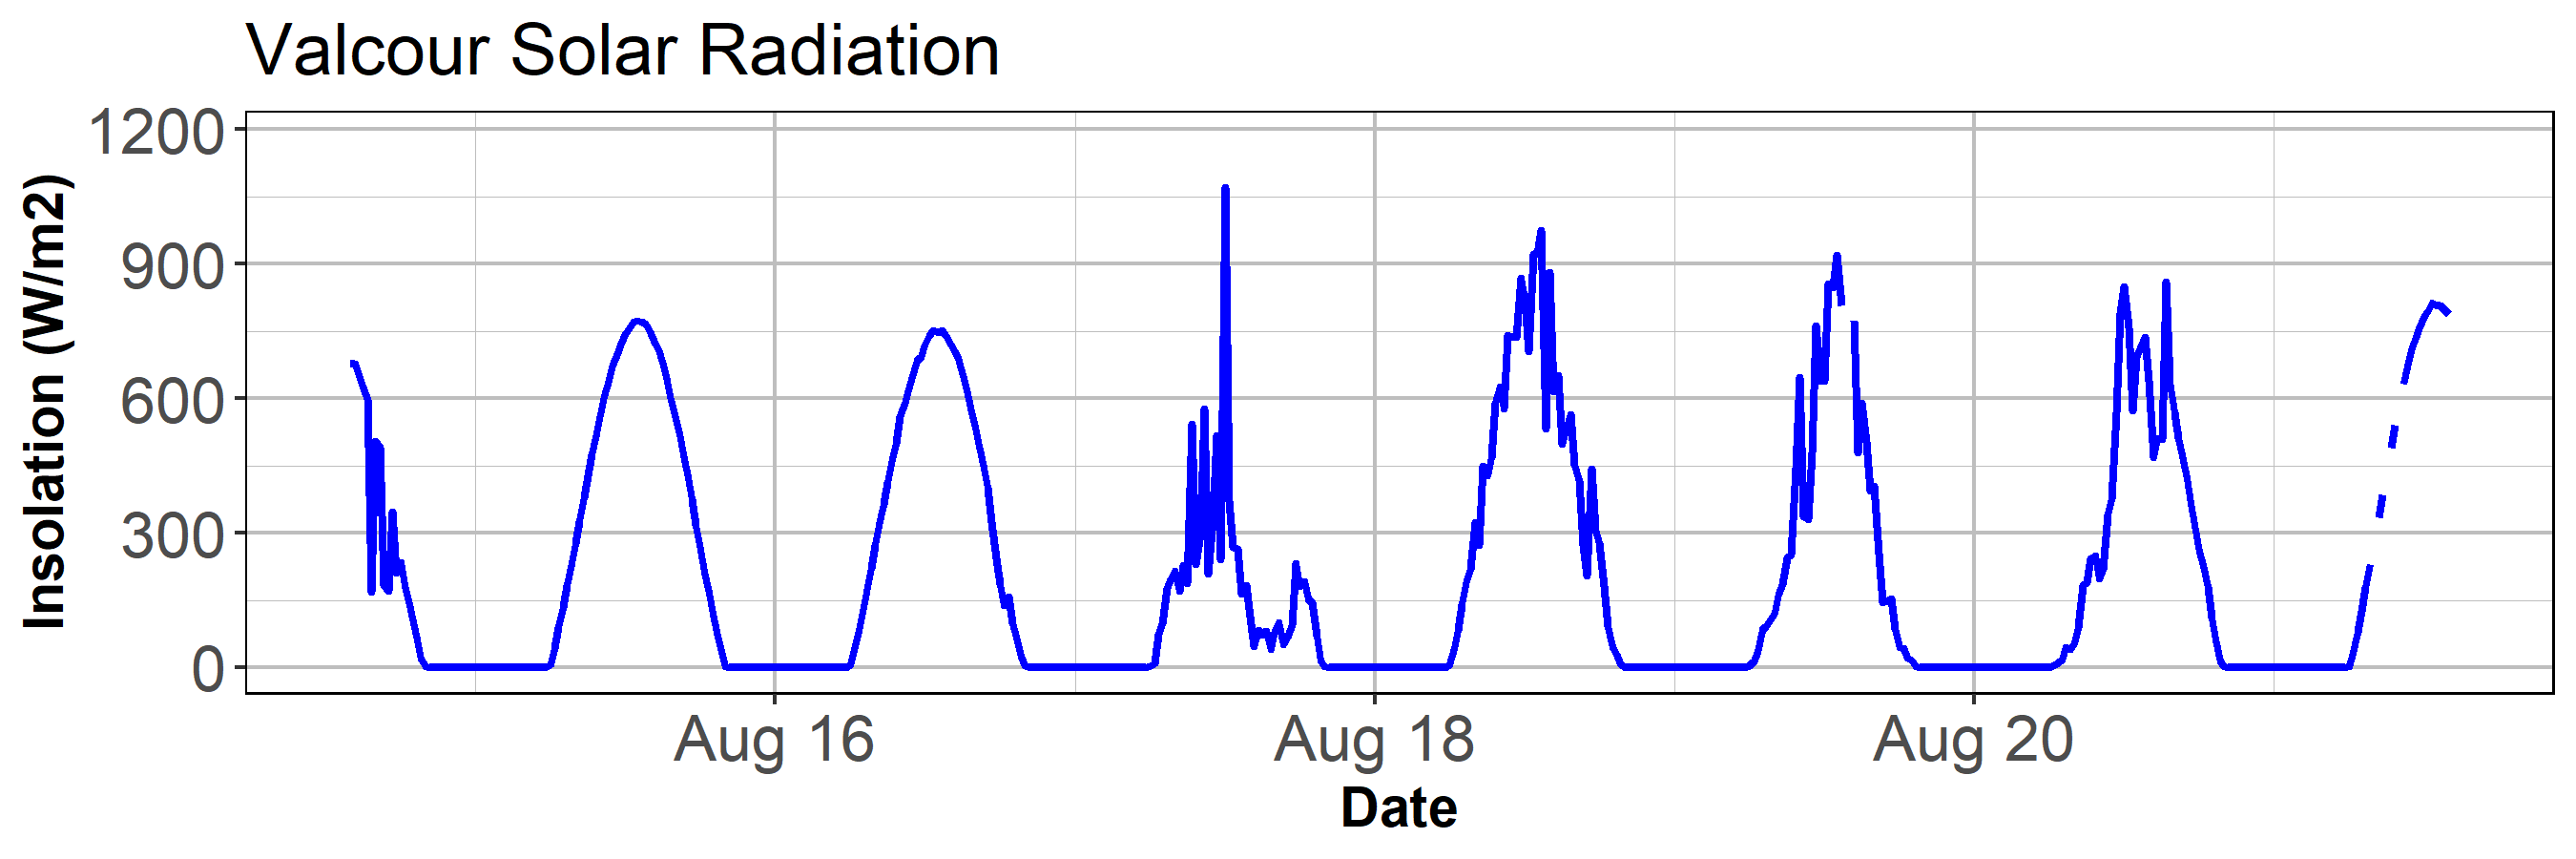 Valcour Solar Radiation
1200
900
600
300
0
Insolation (W/m2)
Aug 16
Aug 18
Aug 20
Date